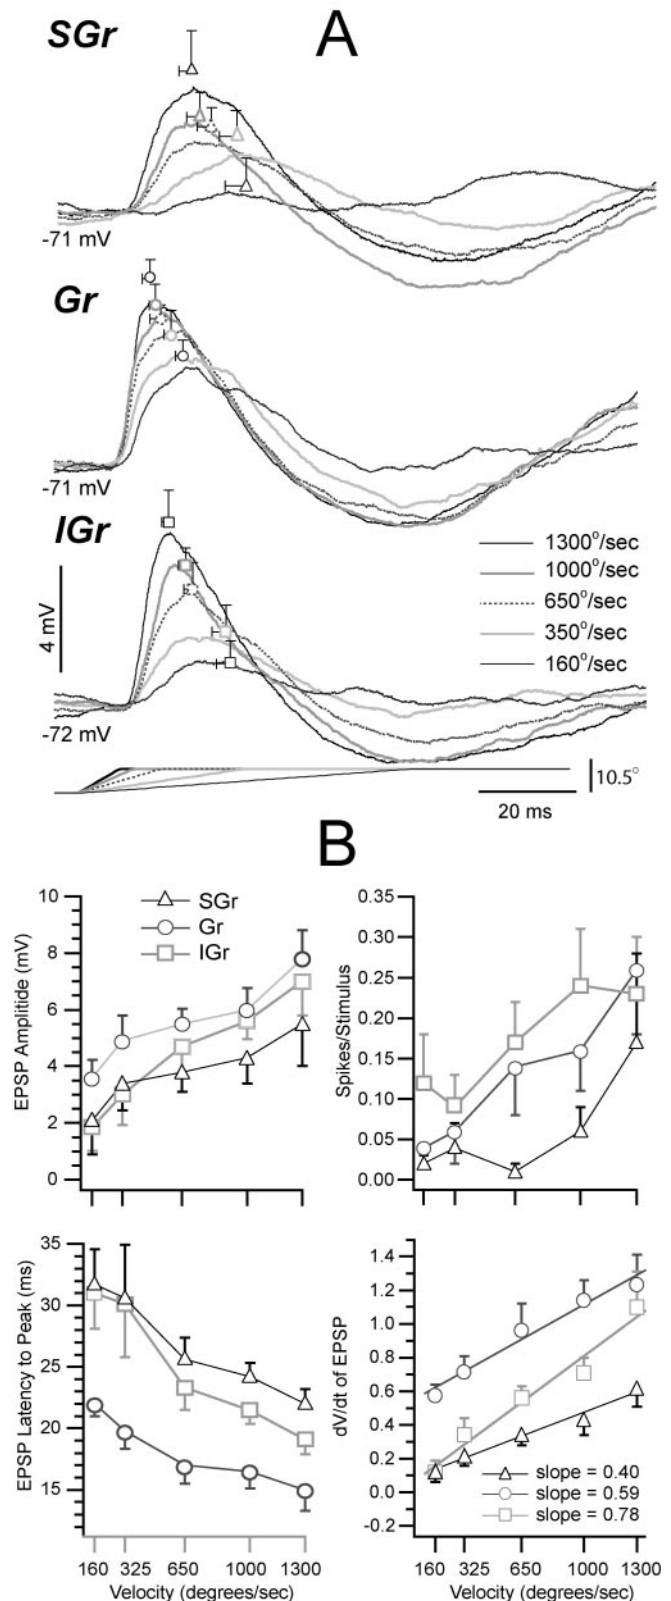 SGr
A
-71 mV
Gr
-71 mV
IGr
1300°/sec
1000°/sec
650°/sec
350°/sec
160°/sec
4 mV
-72 mV
10.5°
20 ms
B
10
8
6
4
2
0
EPSP Amplitide (mV)
SGr
Gr
IGr
0.35
0.30
0.25
0.20
0.15
0.10
0.05
0.00
Spikes/Stimulus
35
30
25
20
15
EPSP Latency to Peak (ms)
160 325 650 1000 1300
Velocity (degrees/sec)
1.4
1.2
1.0
0.8
0.6
0.4
0.2
0.0
-0.2
dV/dt of EPSP
slope = 0.40
slope = 0.59
slope = 0.78
160 325 650 1000 1300
Velocity (degrees/sec)